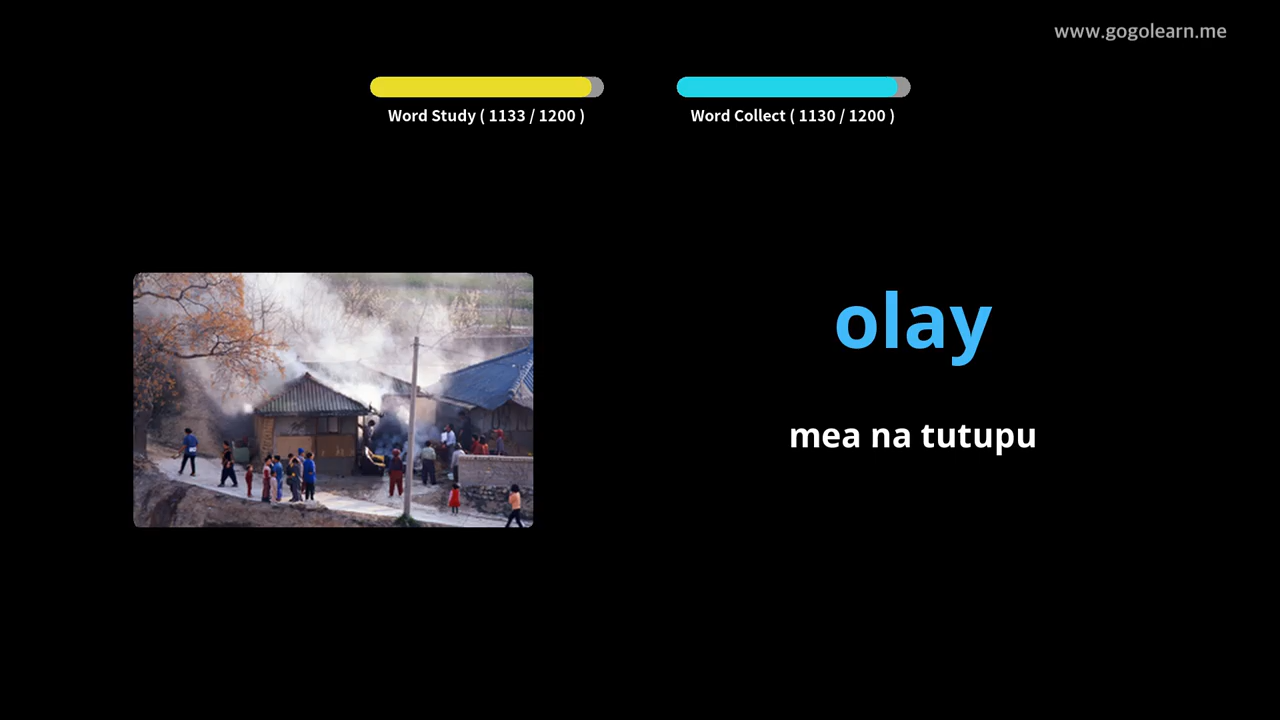 www.gogolearn.me
Word Study ( 1133 / 1200 )
Word Collect ( 1130 / 1200 )
olay
mea na tutupu